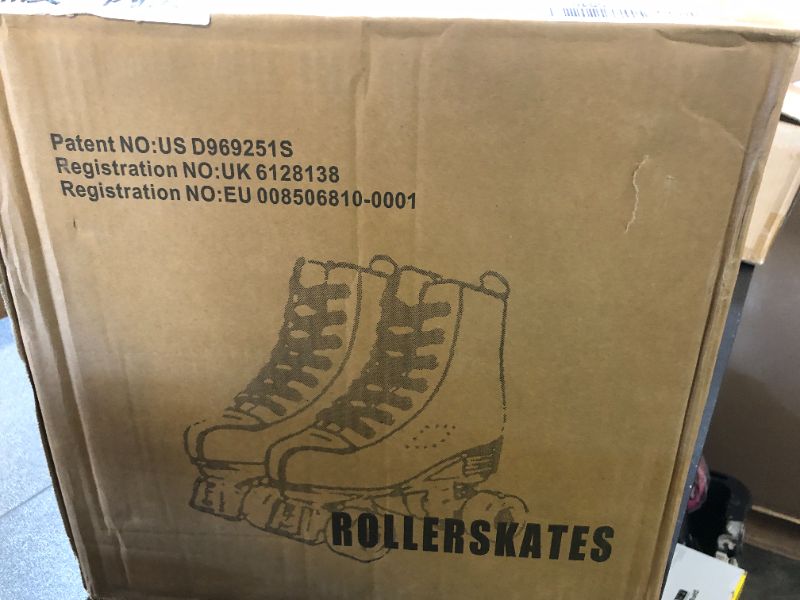 Patent NO:US D969251S
Registration NO:UK 6128138
Registration NO:EU 008506810-0001
ROLLERSKATES